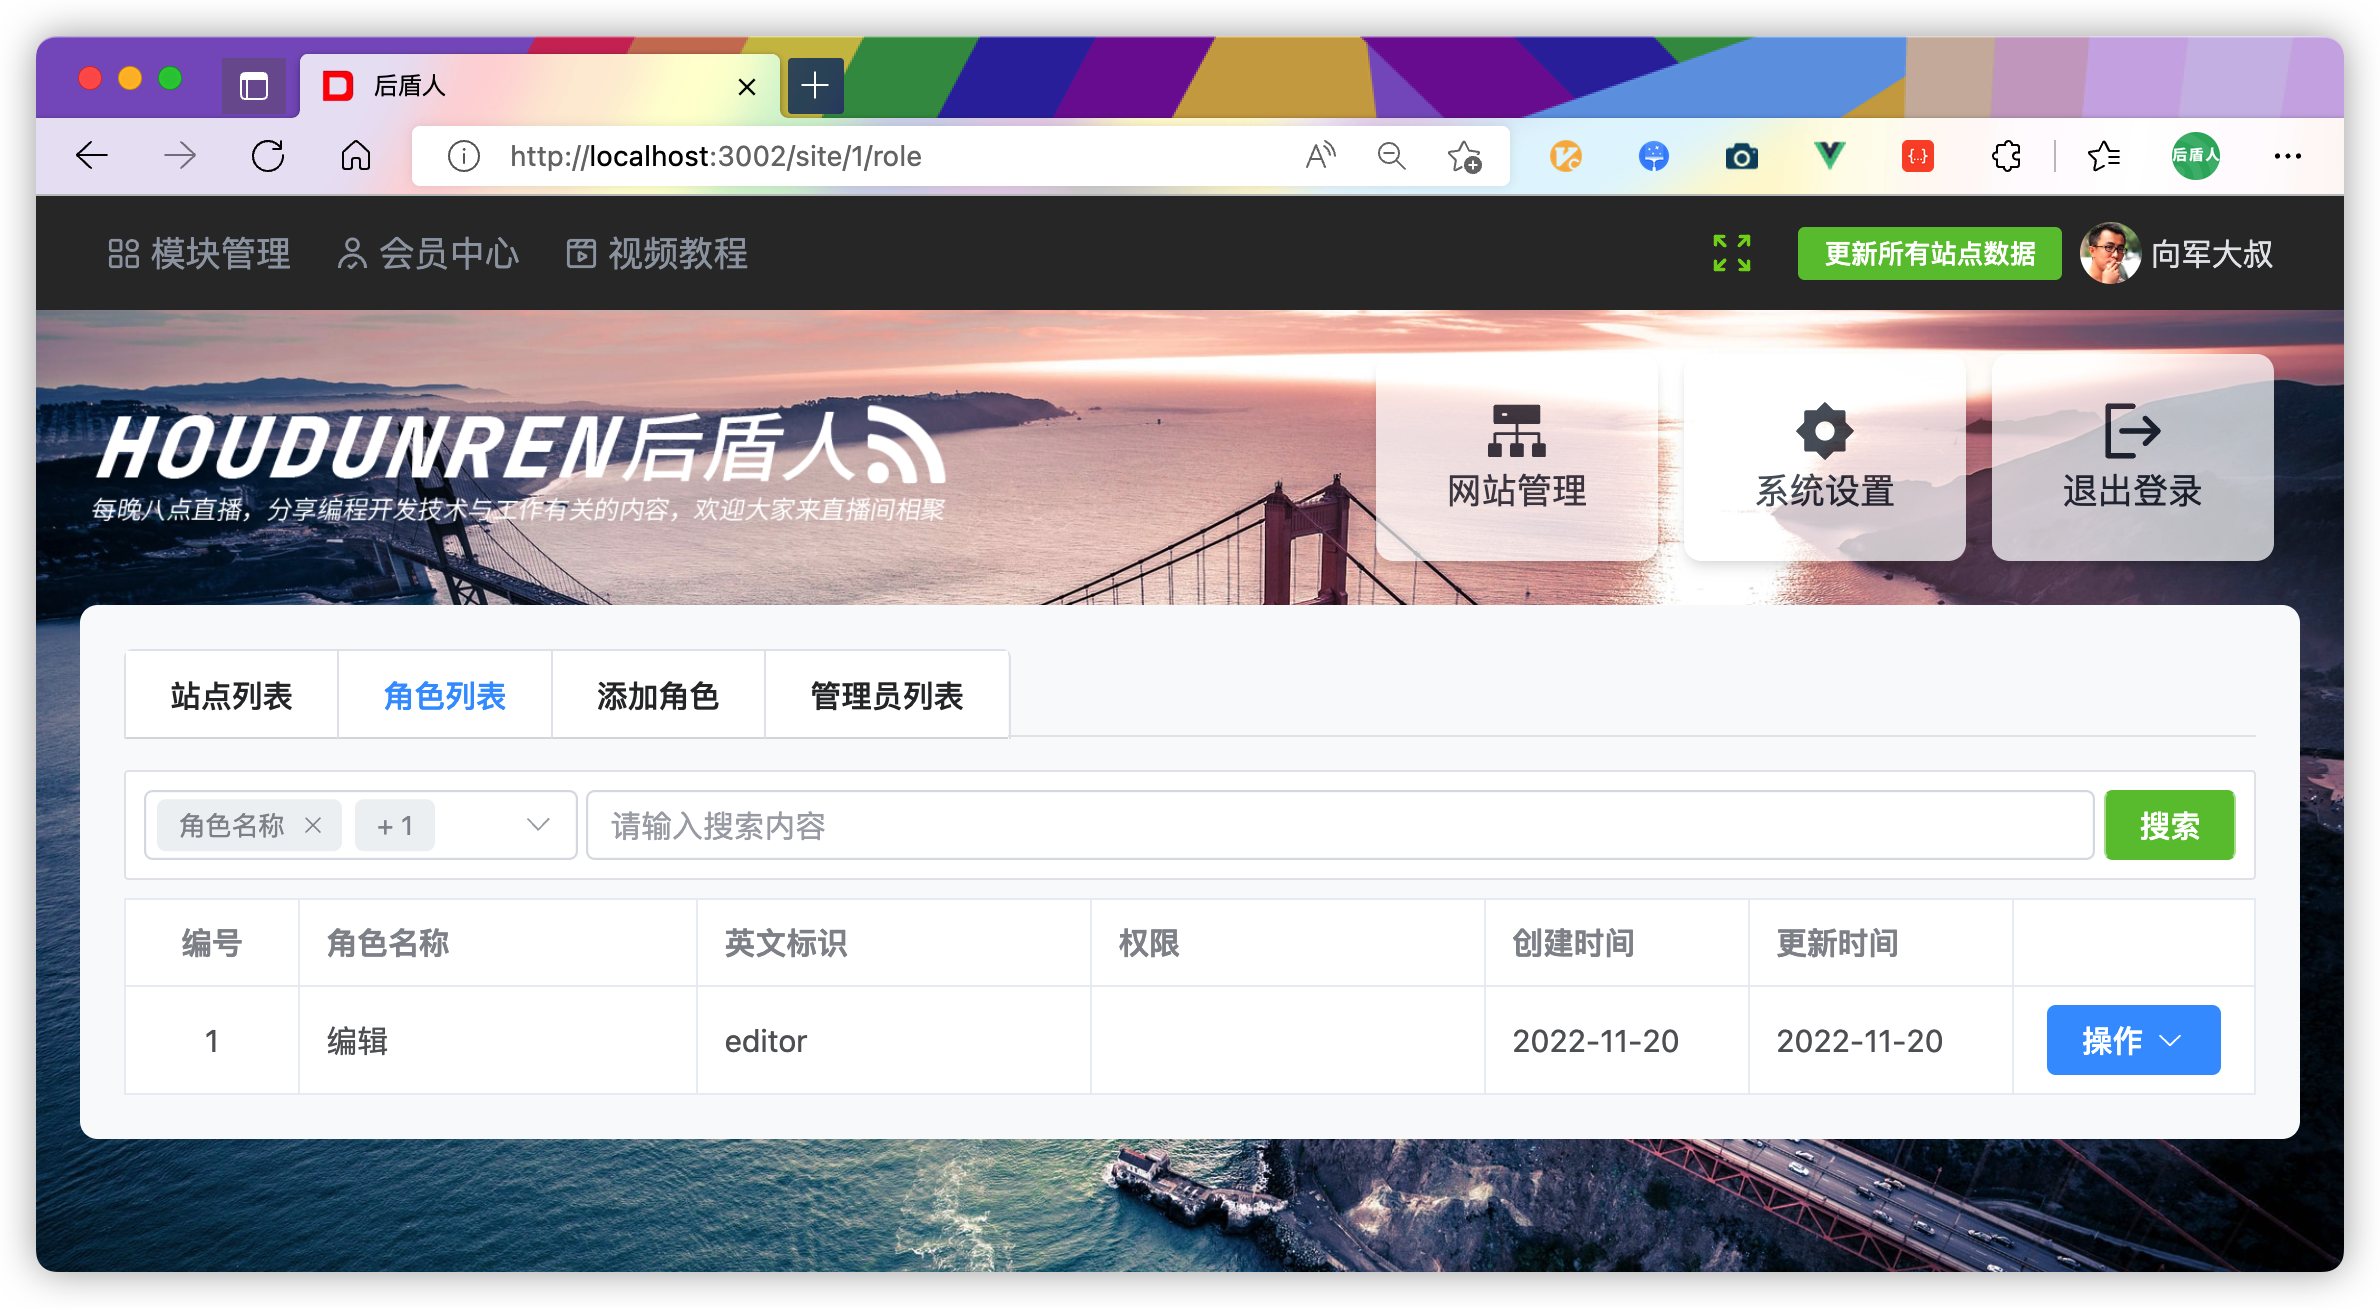 后盾人
http://localhost:3002/site/1/role
后盾人
模块管理
会员中心
视频教程
更新所有站点数据
向军大叔
HOUDUNREN后盾人
每晚八点直播，分享编程开发技术与工作有关的内容，欢迎大家来直播间相聚
网站管理
系统设置
退出登录
站点列表
角色列表
添加角色
管理员列表
角色名称
+ 1
请输入搜索内容
搜索
编号 角色名称 英文标识 权限 创建时间 更新时间
1 编辑 editor 2022-11-20 2022-11-20 操作